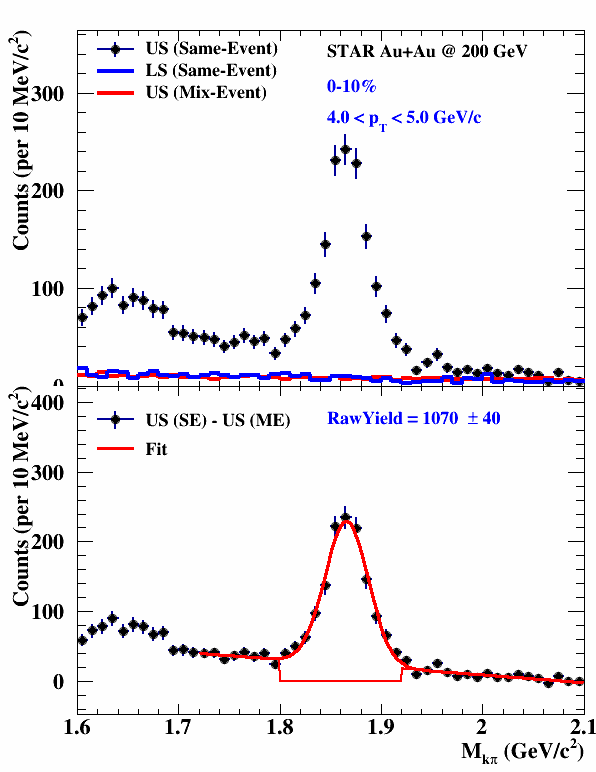 US (Same-Event)
LS (Same-Event)
US (Mix-Event)
STAR Au+Au @ 200 GeV
0-10%
4.0 < p_T < 5.0 GeV/c
Counts (per 10 MeV/c²)
300
200
100
0
US (SE) - US (ME)
Fit
RawYield = 1070 ± 40
Counts (per 10 MeV/c²)
400
300
200
100
0
1.6 1.7 1.8 1.9 2 2.1
M_kπ (GeV/c²)